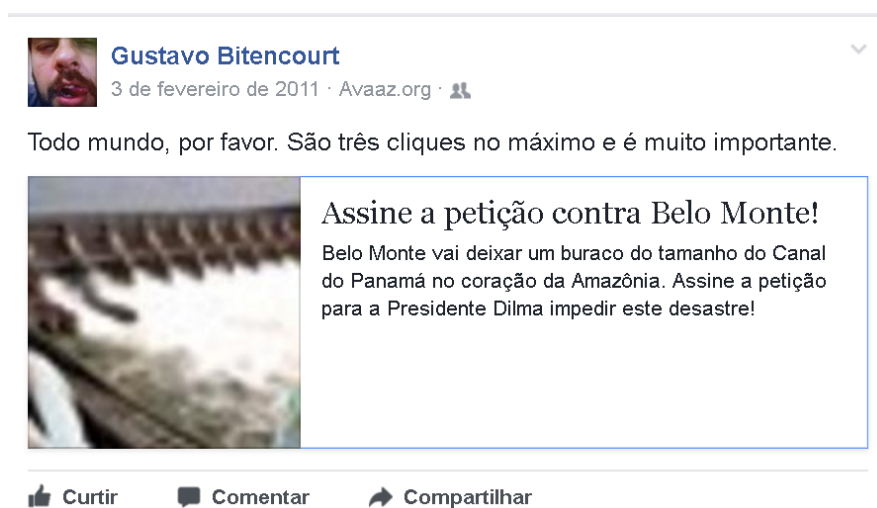 Gustavo Bitencourt
3 de fevereiro de 2011 · Avaaz.org ·
Todo mundo, por favor. São três cliques no máximo e é muito importante.
Assine a petição contra Belo Monte!
Belo Monte vai deixar um buraco do tamanho do Canal
do Panamá no coração da Amazônia. Assine a petição
para a Presidente Dilma impedir este desastre!
Curtir Comentar Compartilhar